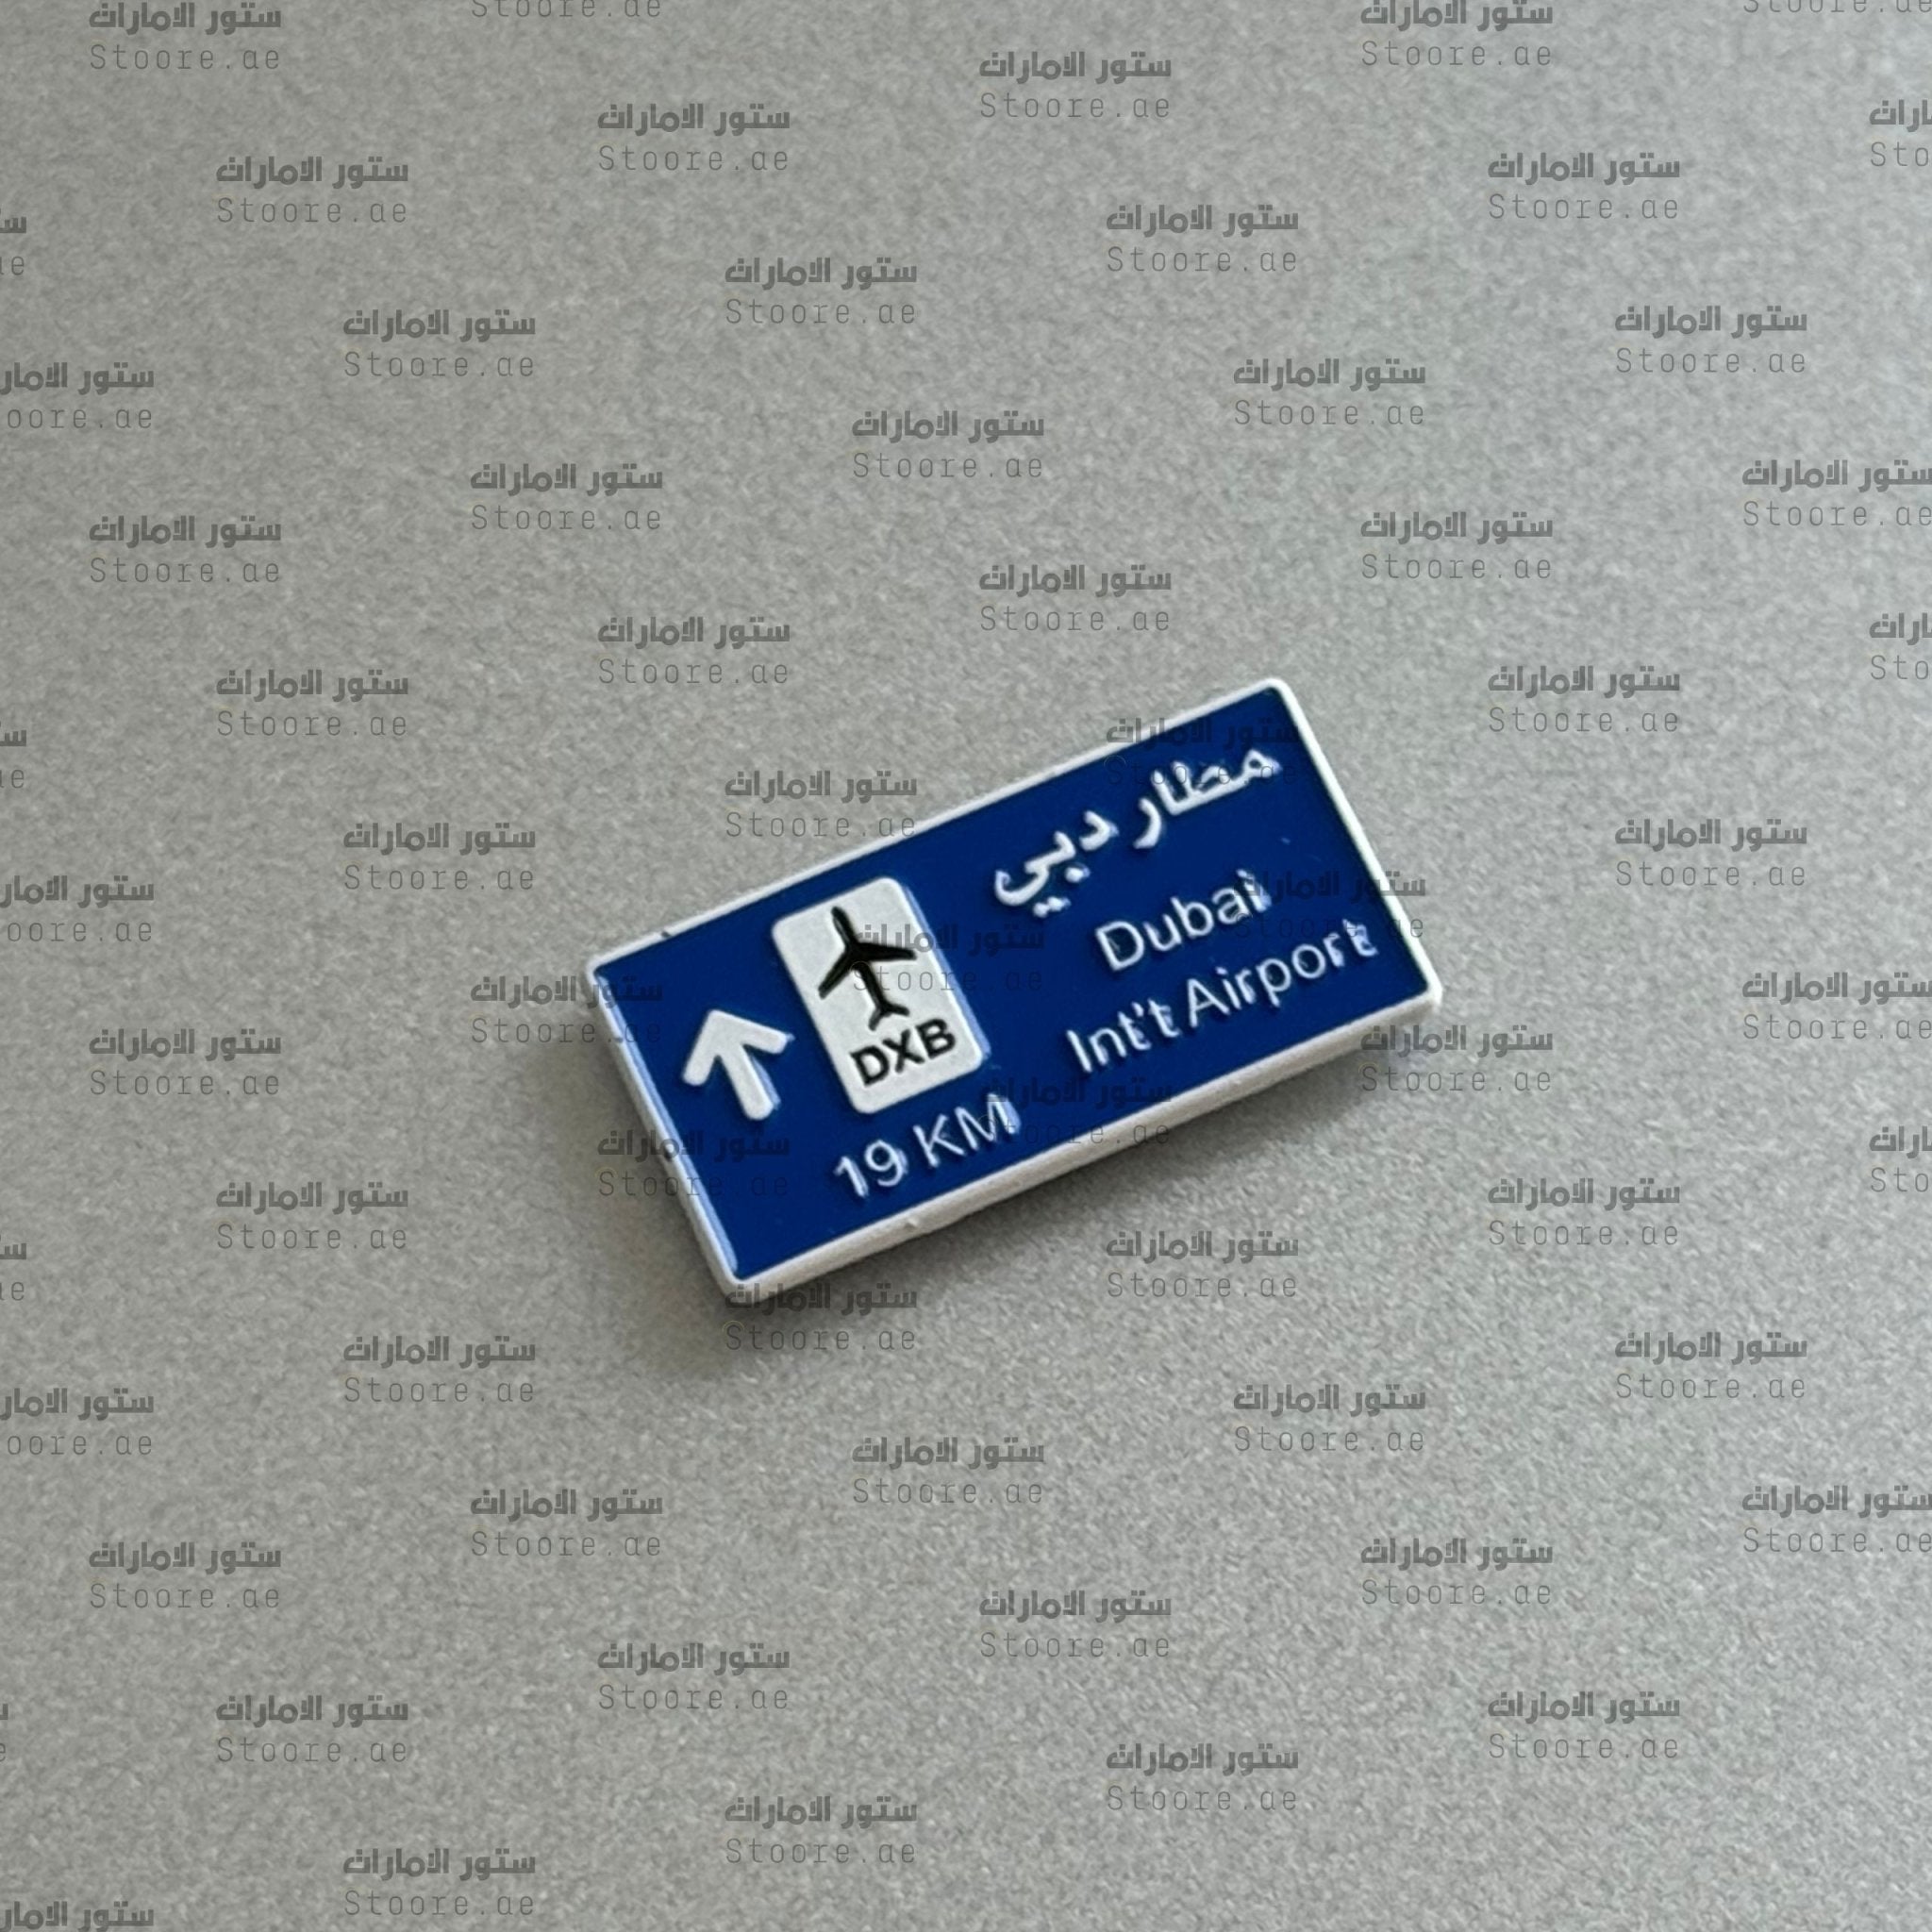 مطار دبي
Dubai
Int't Airport
DXB
19 KM
ستور الامارات
Stoore.ae